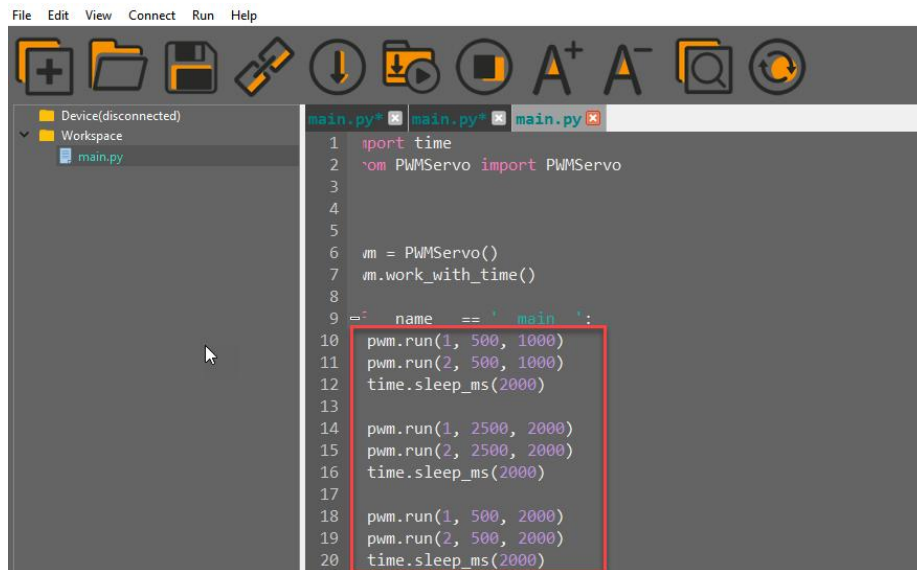 File Edit View Connect Run Help
A+ A-
Device(disconnected)
Workspace
main.py
main.py* main.py* main.py
1 mport time
2 rom PWMServo import PWMServo
3
4
5
6 wm = PWMServo()
7 wm.work_with_time()
8
9 name == ' main ':
10 pwm.run(1, 500, 1000)
11 pwm.run(2, 500, 1000)
12 time.sleep_ms(2000)
13
14 pwm.run(1, 2500, 2000)
15 pwm.run(2, 2500, 2000)
16 time.sleep_ms(2000)
17
18 pwm.run(1, 500, 2000)
19 pwm.run(2, 500, 2000)
20 time.sleep_ms(2000)